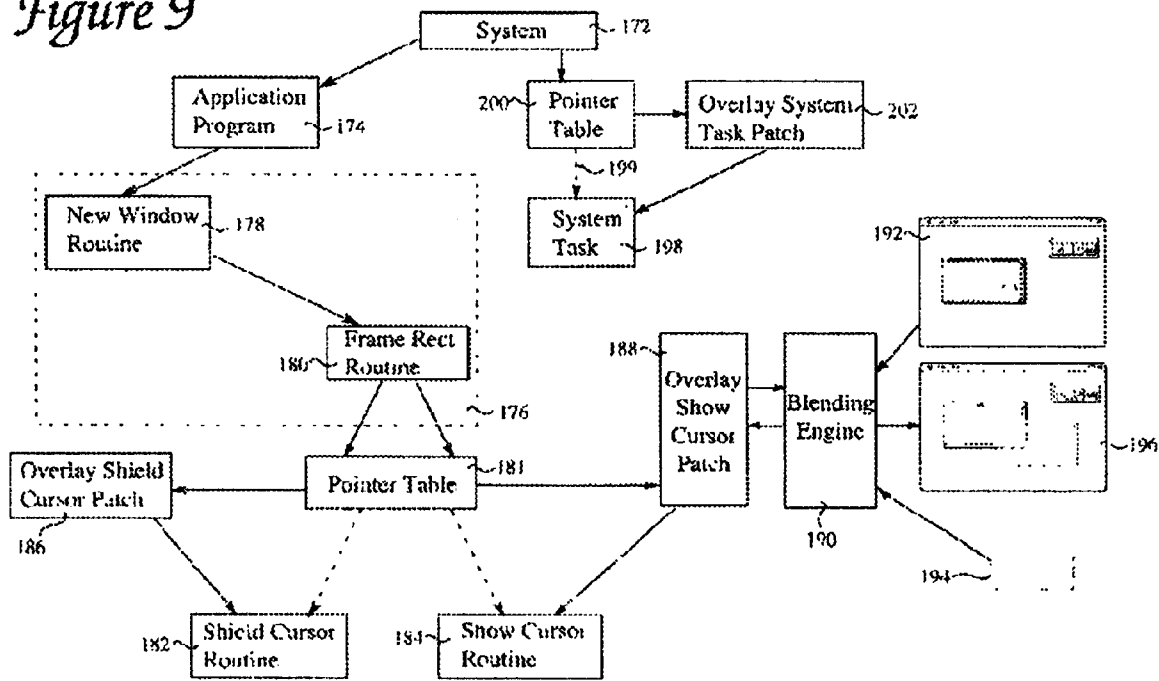 Figure 9
System
172
Application
Program
174
200
Pointer
Table
Overlay System
Task Patch
202
199
New Window
Routine
178
System
Task
198
192
Frame Rect
Routine
180
188
Overlay
Show
Cursor
Patch
Blending
Engine
176
196
Overlay Shield
Cursor Patch
186
Pointer Table
181
190
194
182
Shield Cursor
Routine
184
Show Cursor
Routine